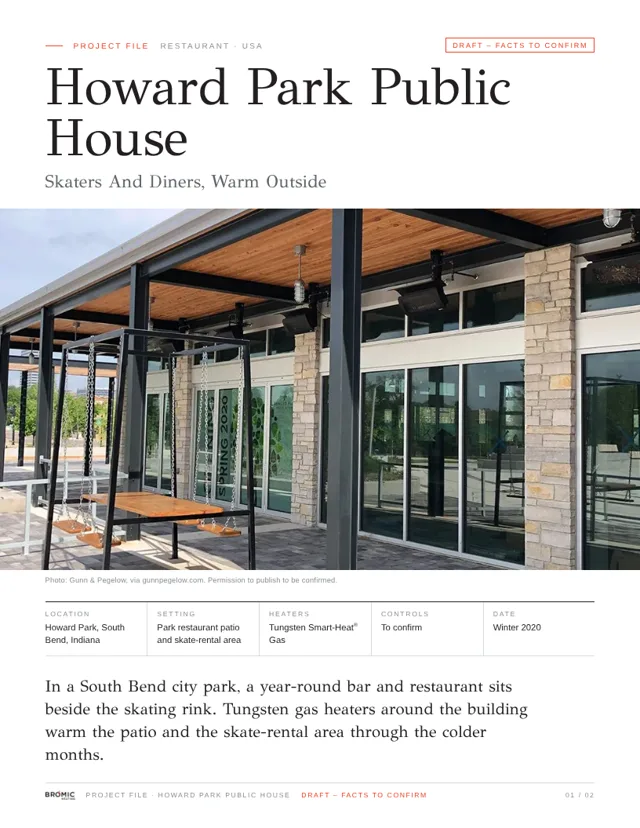 PROJECT FILE RESTAURANT · USA
DRAFT – FACTS TO CONFIRM
Howard Park Public
House
Skaters And Diners, Warm Outside
SPRING 2020
Photo: Gunn & Pegelow, via gunnpegelow.com. Permission to publish to be confirmed.
LOCATION
Howard Park, South
Bend, Indiana
SETTING
Park restaurant patio
and skate-rental area
HEATERS
Tungsten Smart-Heat®
Gas
CONTROLS
To confirm
DATE
Winter 2020
In a South Bend city park, a year-round bar and restaurant sits
beside the skating rink. Tungsten gas heaters around the building
warm the patio and the skate-rental area through the colder
months.
BROMIC
PROJECT FILE · HOWARD PARK PUBLIC HOUSE DRAFT – FACTS TO CONFIRM
01 / 02